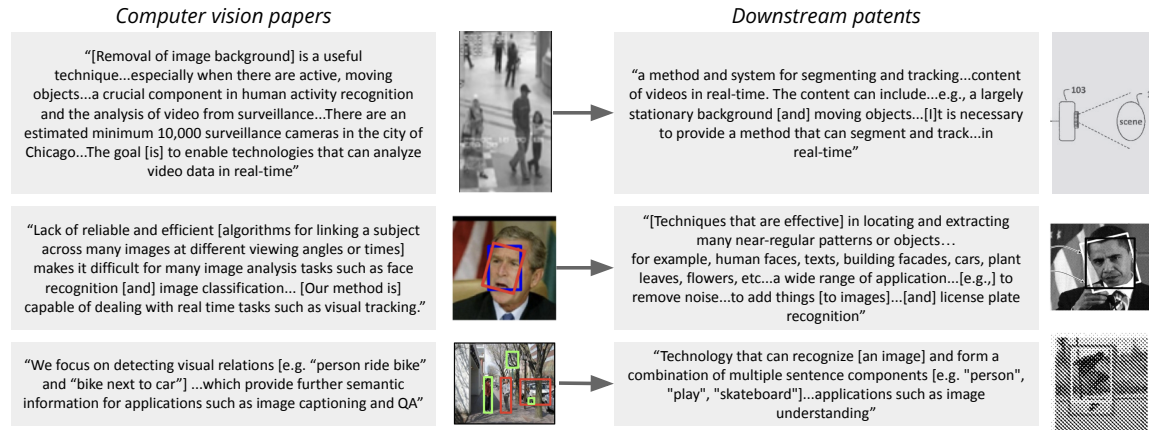 Computer vision papers
Downstream patents
“[Removal of image background] is a useful
technique...especially when there are active, moving
objects...a crucial component in human activity recognition
and the analysis of video from surveillance...There are an
estimated minimum 10,000 surveillance cameras in the city of
Chicago...The goal [is] to enable technologies that can analyze
video data in real-time”
“a method and system for segmenting and tracking...content
of videos in real-time. The content can include...e.g., a largely
stationary background [and] moving objects...[I]t is necessary
to provide a method that can segment and track...in
real-time”
103
scene
“Lack of reliable and efficient [algorithms for linking a subject
across many images at different viewing angles or times]
makes it difficult for many image analysis tasks such as face
recognition [and] image classification... [Our method is]
capable of dealing with real time tasks such as visual tracking.”
“[Techniques that are effective] in locating and extracting
many near-regular patterns or objects…
for example, human faces, texts, building facades, cars, plant
leaves, flowers, etc...a wide range of application...[e.g.,] to
remove noise...to add things [to images]...[and] license plate
recognition”
“We focus on detecting visual relations [e.g. “person ride bike”
and “bike next to car”] ...which provide further semantic
information for applications such as image captioning and QA”
“Technology that can recognize [an image] and form a
combination of multiple sentence components [e.g. "person",
"play", "skateboard"]...applications such as image
understanding”